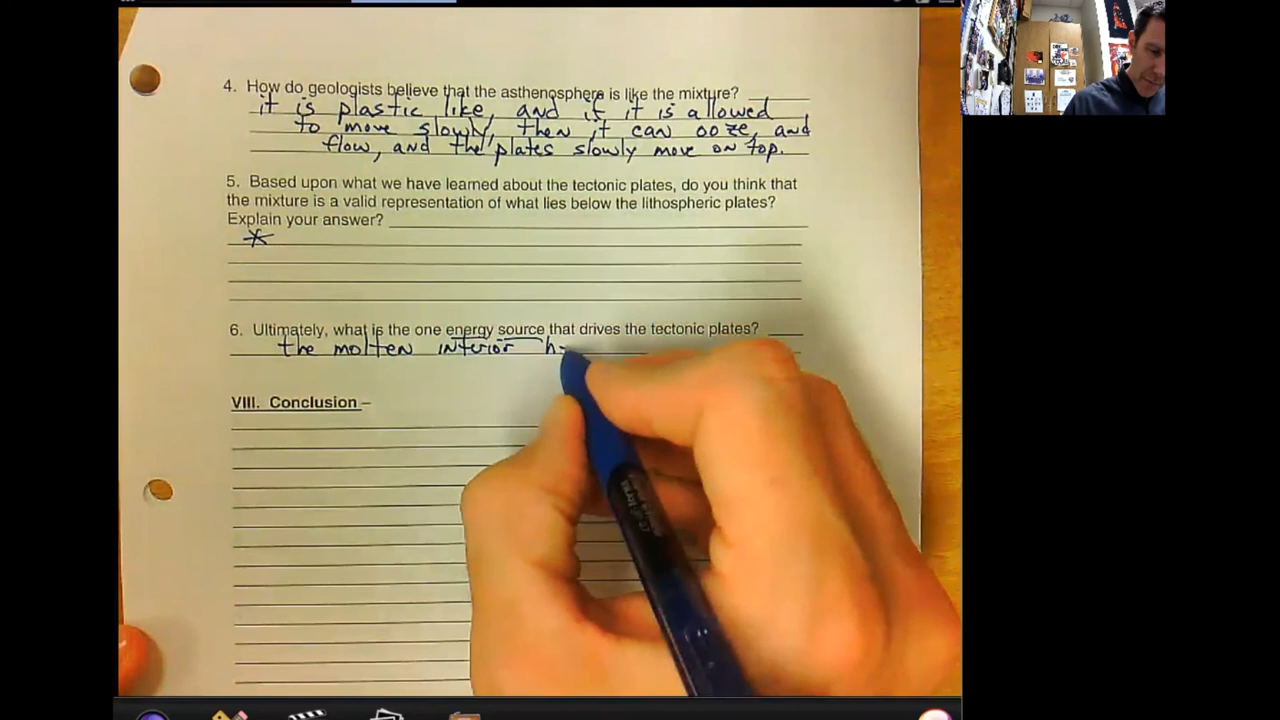 4. How do geologists believe that the asthenosphere is like the mixture?
it is plastic like, and if it is allowed
to move slowly, then it can ooze, and
flow, and the plates slowly move on top.
5. Based upon what we have learned about the tectonic plates, do you think that
the mixture is a valid representation of what lies below the lithospheric plates?
Explain your answer?
*
6. Ultimately, what is the one energy source that drives the tectonic plates?
the molten interior
VIII. Conclusion –